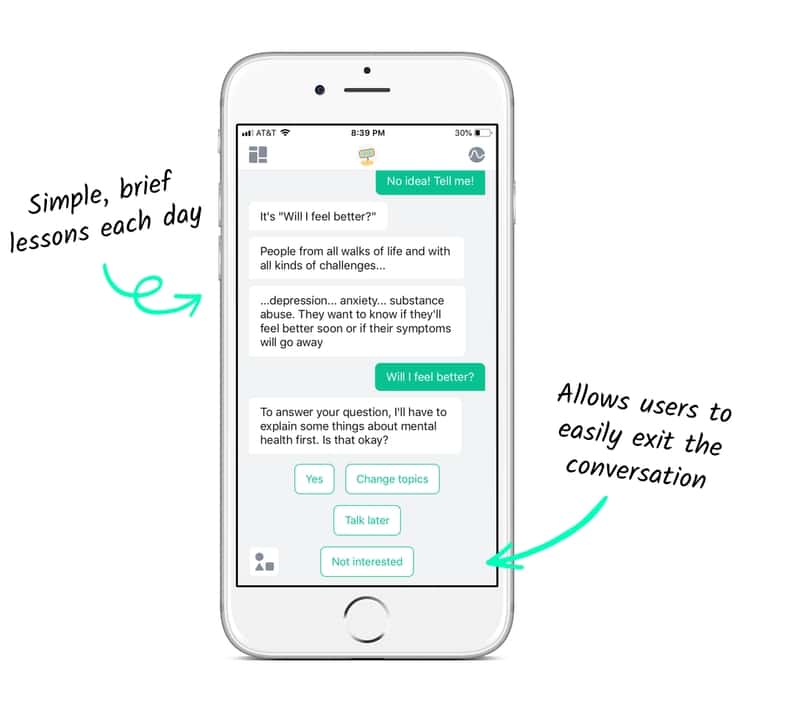 AT&T 8:39 PM 30%
No idea! Tell me!
Simple, brief
lessons each day
It's "Will I feel better?"
People from all walks of life and with
all kinds of challenges...
...depression... anxiety... substance
abuse. They want to know if they'll
feel better soon or if their symptoms
will go away
Will I feel better?
To answer your question, I'll have to
explain some things about mental
health first. Is that okay?
Yes Change topics
Talk later
Not interested
Allows users to
easily exit the
conversation